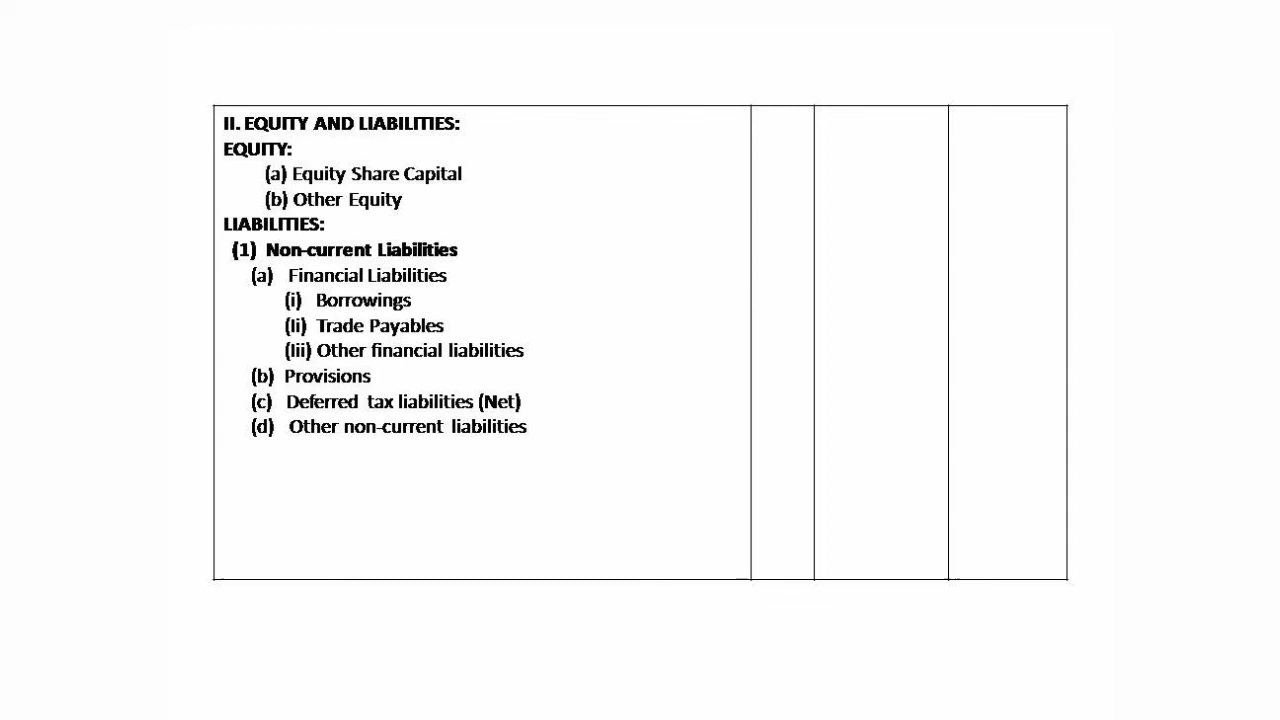 II. EQUITY AND LIABILITIES:
EQUITY:
(a) Equity Share Capital
(b) Other Equity
LIABILITIES:
(1) Non-current Liabilities
(a) Financial Liabilities
(i) Borrowings
(Ii) Trade Payables
(Iii) Other financial liabilities
(b) Provisions
(c) Deferred tax liabilities (Net)
(d) Other non-current liabilities